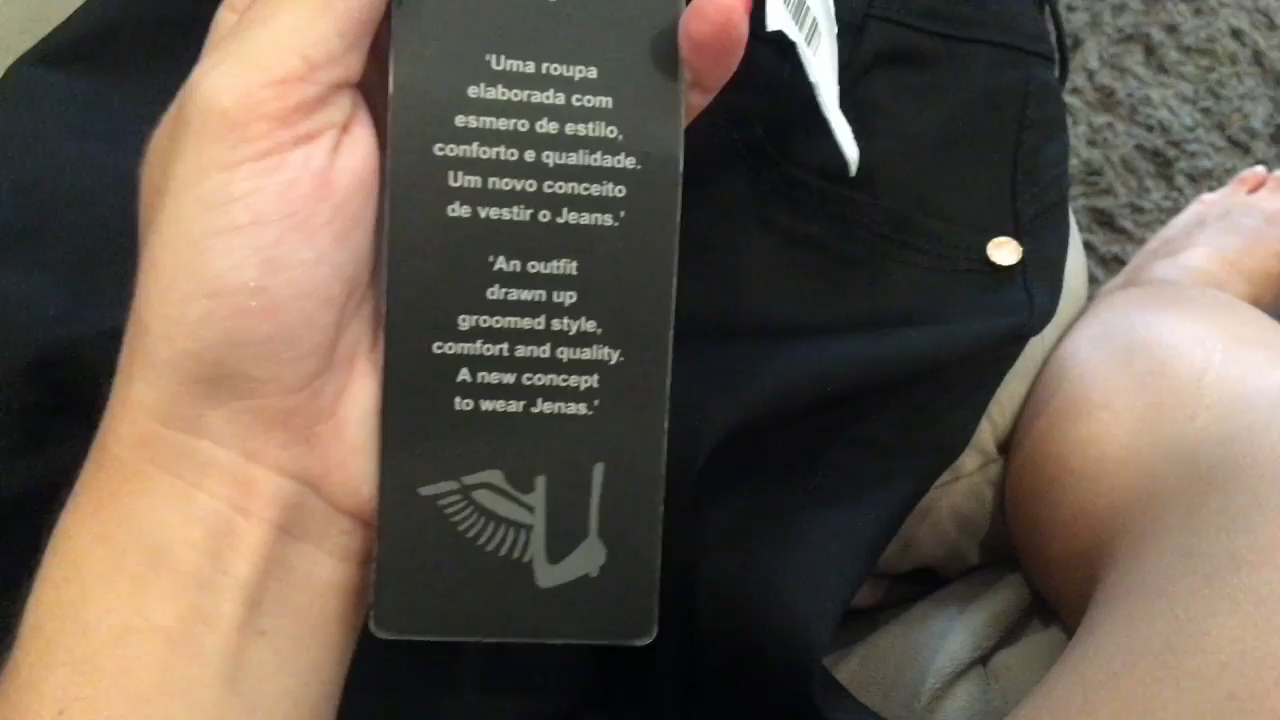 'Uma roupa
elaborada com
esmero de estilo,
conforto e qualidade.
Um novo conceito
de vestir o Jeans.'
'An outfit
drawn up
groomed style,
comfort and quality.
A new concept
to wear Jenas.'